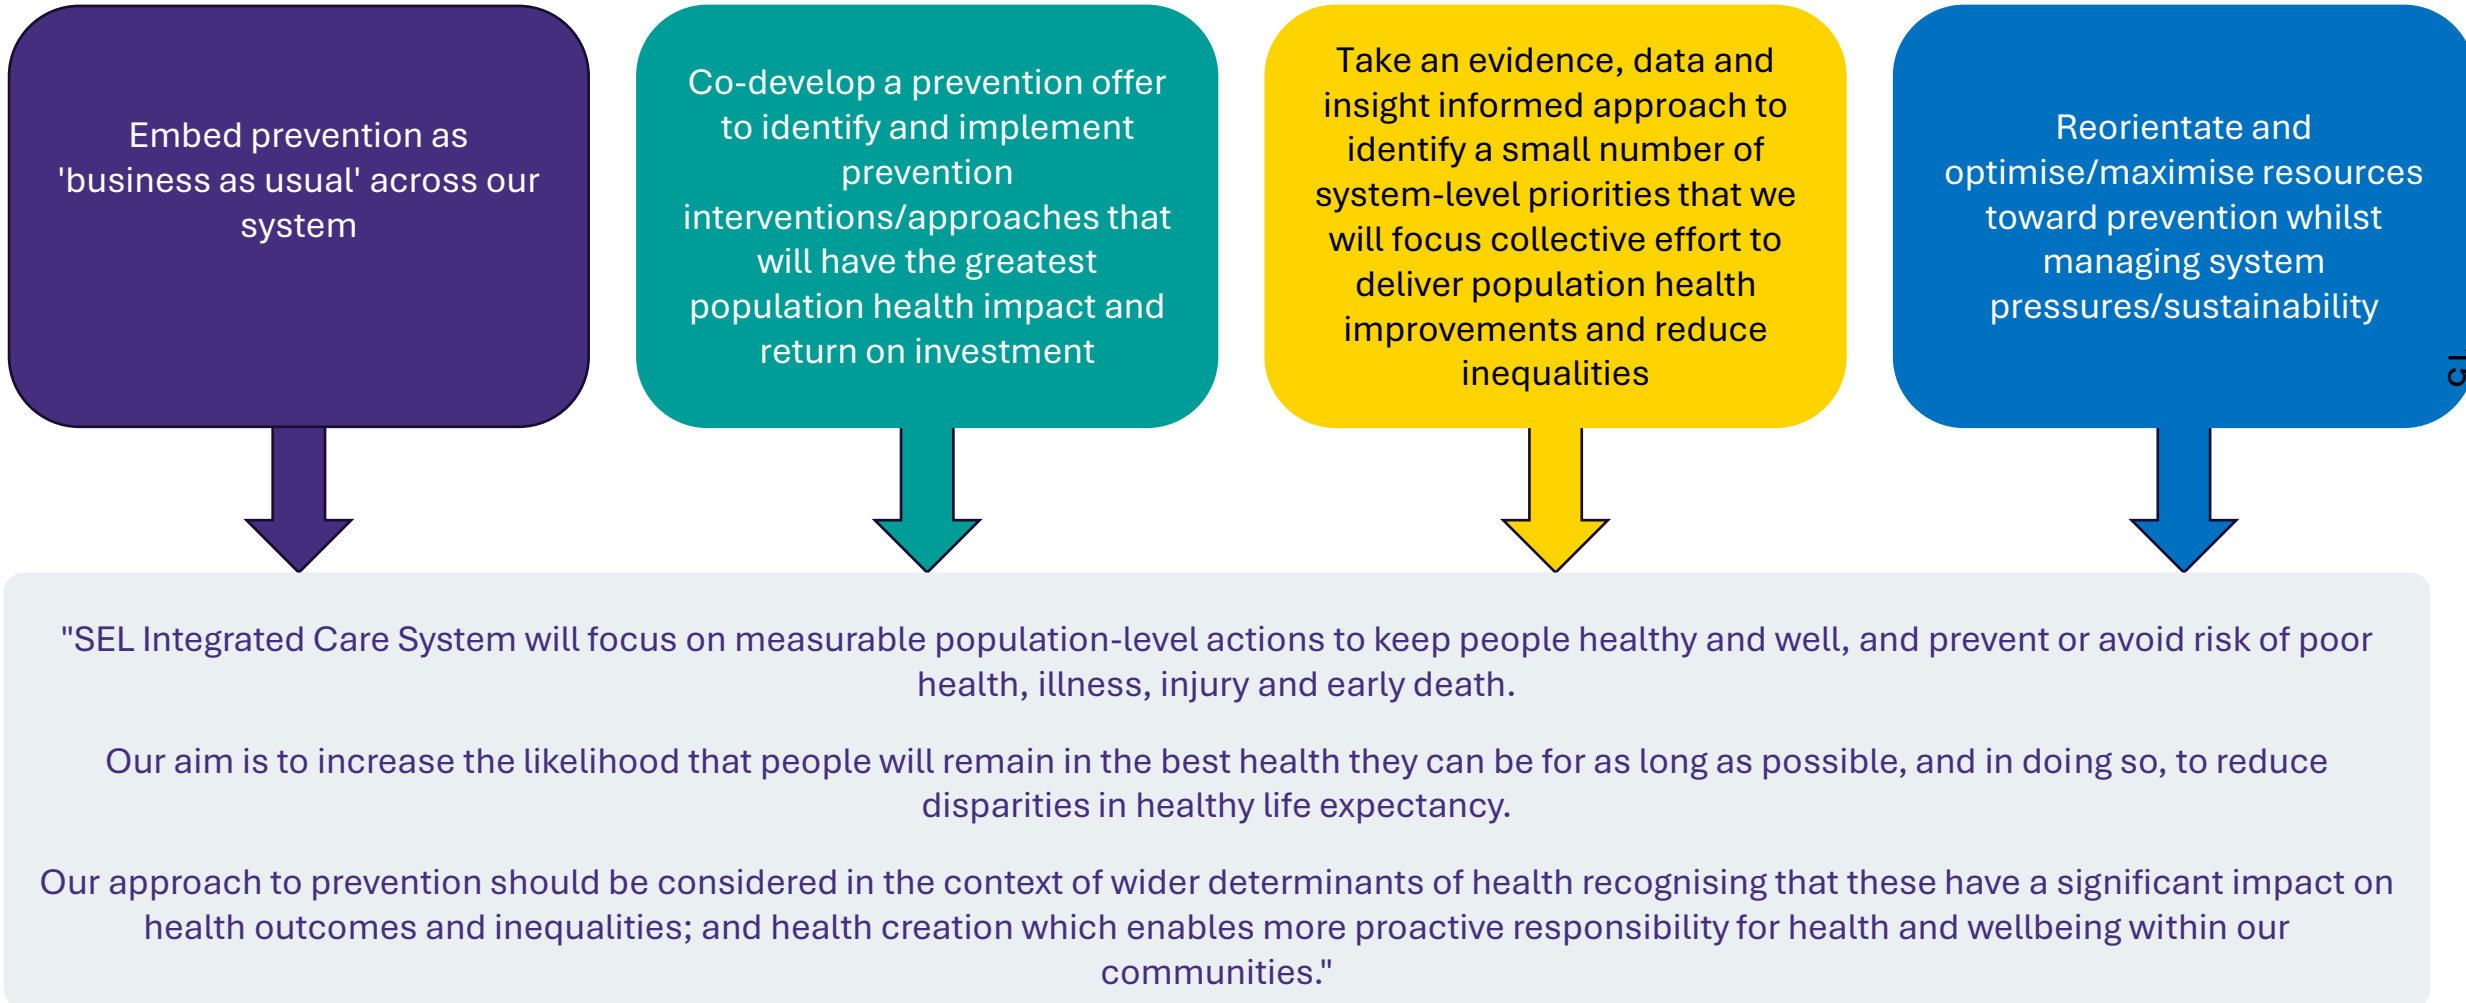 Embed prevention as
'business as usual' across our
system
Co-develop a prevention offer
to identify and implement
prevention
interventions/approaches that
will have the greatest
population health impact and
return on investment
Take an evidence, data and
insight informed approach to
identify a small number of
system-level priorities that we
will focus collective effort to
deliver population health
improvements and reduce
inequalities
Reorientate and
optimise/maximise resources
toward prevention whilst
managing system
pressures/sustainability
"SEL Integrated Care System will focus on measurable population-level actions to keep people healthy and well, and prevent or avoid risk of poor
health, illness, injury and early death.
Our aim is to increase the likelihood that people will remain in the best health they can be for as long as possible, and in doing so, to reduce
disparities in healthy life expectancy.
Our approach to prevention should be considered in the context of wider determinants of health recognising that these have a significant impact on
health outcomes and inequalities; and health creation which enables more proactive responsibility for health and wellbeing within our
communities."